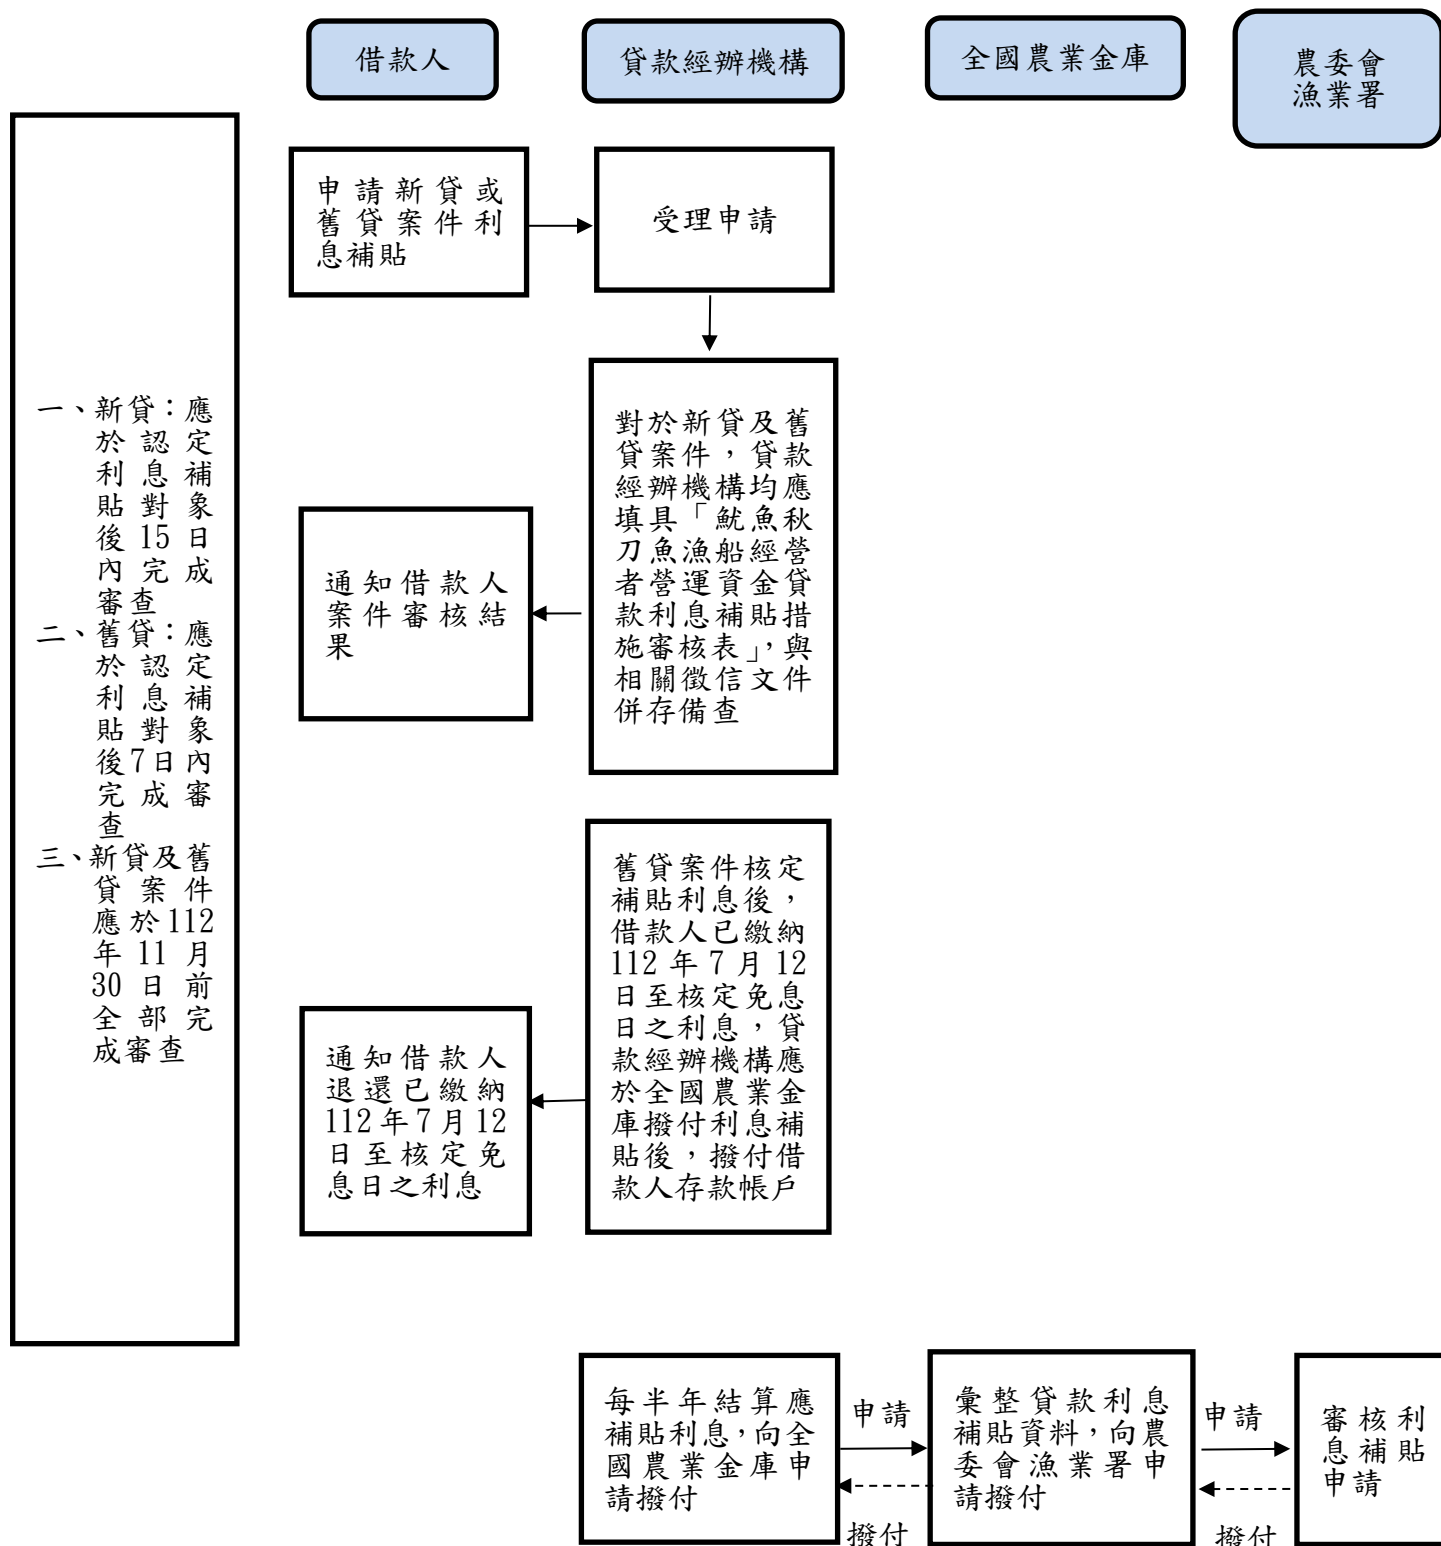 借款人
貸款經辦機構
全國農業金庫
農委會
漁業署
申請新貸或
舊貸案件利
息補貼
受理申請
一、新貸：應
於認定
利息補
貼對象
後15日
內完成
審查
二、舊貸：應
於認定
利息補
貼對象
後7日內
完成審
查
三、新貸及舊
貸案件
應於112
年11月
30日前
全部完
成審查
對於新貸及舊
貸案件，貸款
經辦機構均應
填具「魷魚秋
刀魚漁船經營
者營運資金貸
款利息補貼措
施審核表」，與
相關徵信文件
併存備查
通知借款人
案件審核結
果
舊貸案件核定
補貼利息後，
借款人已繳納
112年7月12
日至核定免息
日之利息，貸
款經辦機構應
於全國農業金
庫撥付利息補
貼後，撥付借
款人存款帳戶
通知借款人
退還已繳納
112年7月12
日至核定免
息日之利息
每半年結算應
補貼利息，向全
國農業金庫申
請撥付
申請
撥付
彙整貸款利息
補貼資料，向農
委會漁業署申
請撥付
申請
撥付
審核利
息補貼
申請